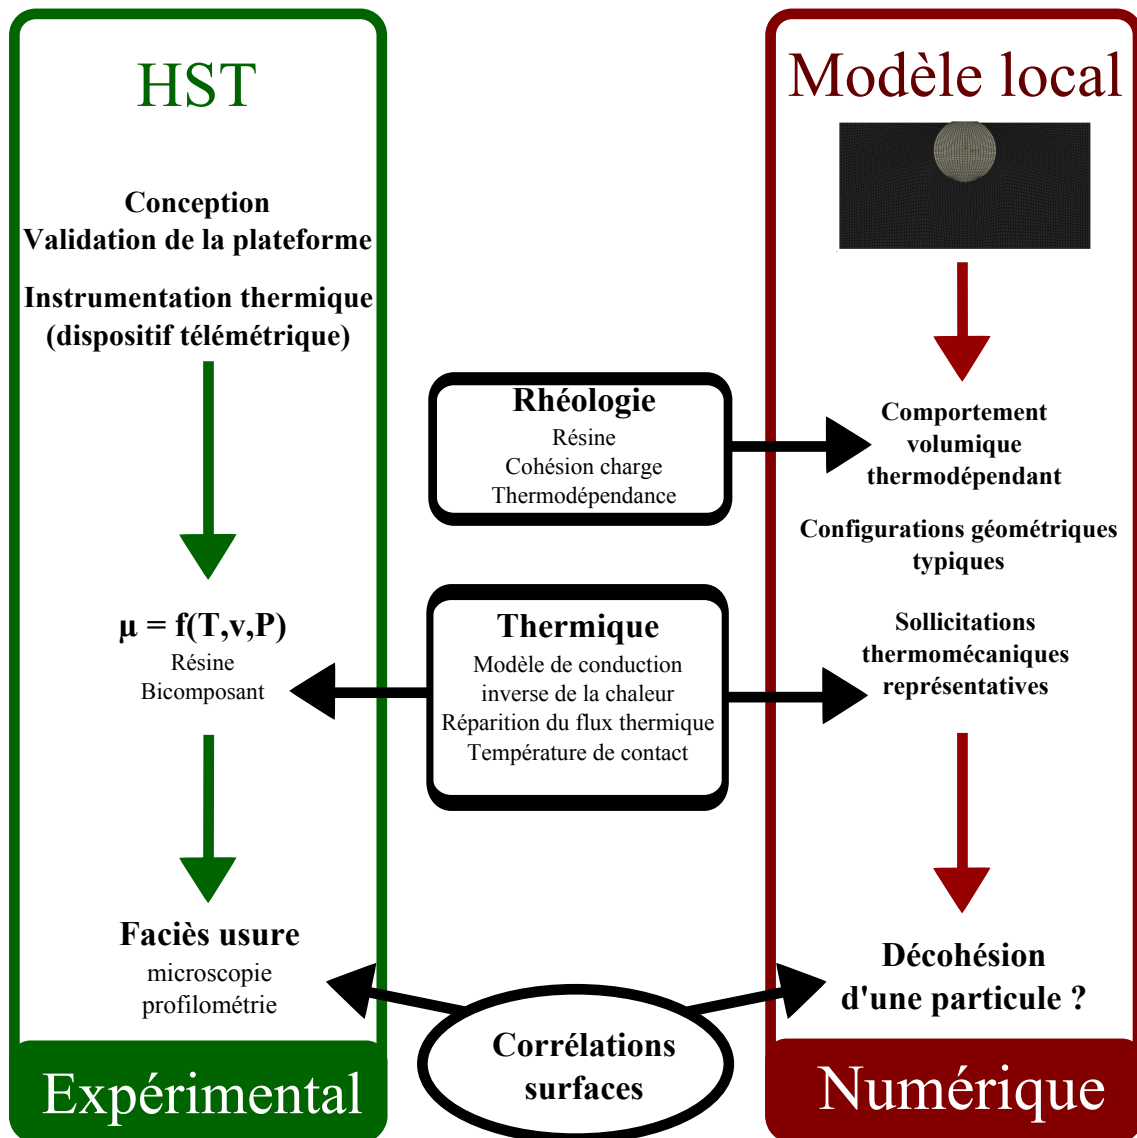 HST
Conception
Validation de la plateforme
Instrumentation thermique
(dispositif télémétrique)
μ = f(T,v,P)
Résine
Bicomposant
Faciès usure
microscopie
profilométrie
Expérimental
Rhéologie
Résine
Cohésion charge
Thermodépendance
Thermique
Modèle de conduction
inverse de la chaleur
Réparition du flux thermique
Température de contact
Corrélations
surfaces
Modèle local
Comportement
volumique
thermodépendant
Configurations géométriques
typiques
Sollicitations
thermomécaniques
représentatives
Décohésion
d'une particule ?
Numérique